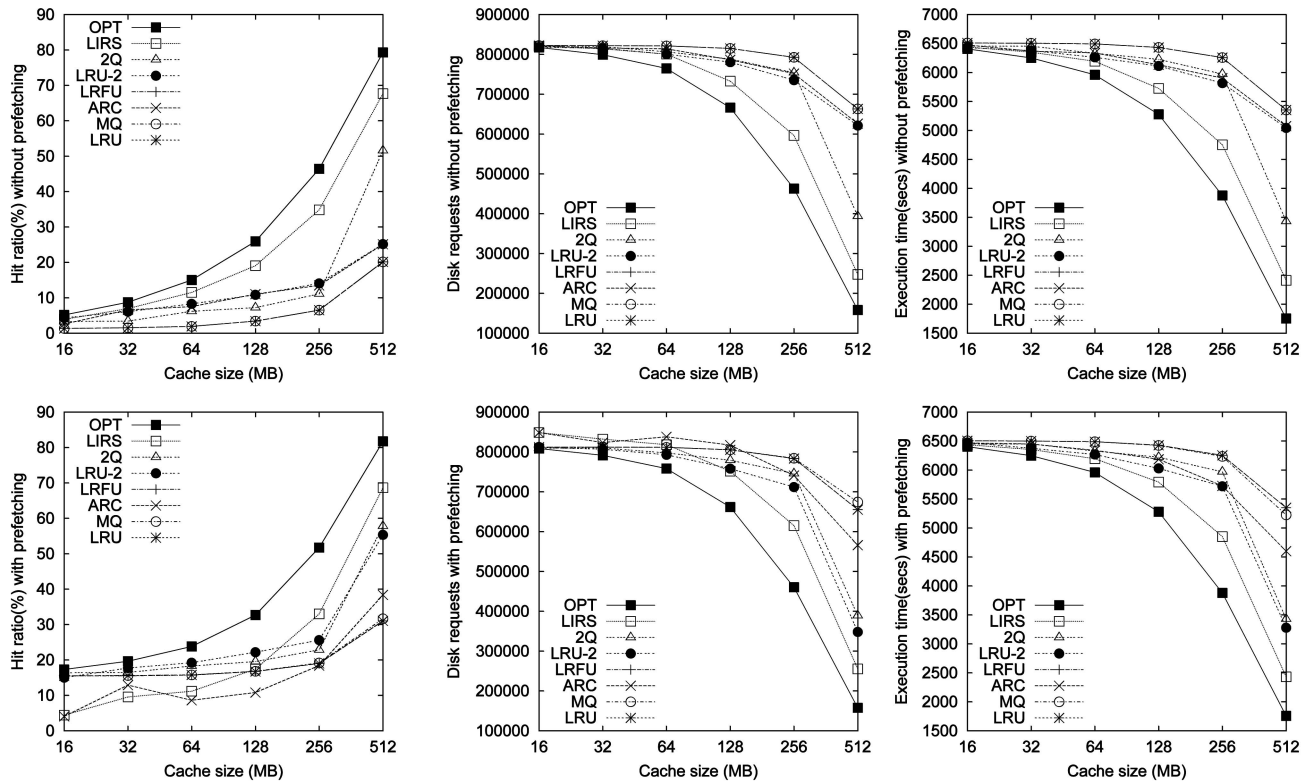 Hit ratio(%) without prefetching
90
80
70
60
50
40
30
20
10
0
16 32 64 128 256 512
Cache size (MB)
OPT
LIRS
2Q
LRU-2
LRFU
ARC
MQ
LRU
Disk requests without prefetching
900000
800000
700000
600000
500000
400000
300000
200000
100000
16 32 64 128 256 512
Cache size (MB)
OPT
LIRS
2Q
LRU-2
LRFU
ARC
MQ
LRU
Execution time(secs) without prefetching
7000
6500
6000
5500
5000
4500
4000
3500
3000
2500
2000
1500
16 32 64 128 256 512
Cache size (MB)
OPT
LIRS
2Q
LRU-2
LRFU
ARC
MQ
LRU
Hit ratio(%) with prefetching
90
80
70
60
50
40
30
20
10
0
16 32 64 128 256 512
Cache size (MB)
OPT
LIRS
2Q
LRU-2
LRFU
ARC
MQ
LRU
Disk requests with prefetching
900000
800000
700000
600000
500000
400000
300000
200000
100000
16 32 64 128 256 512
Cache size (MB)
OPT
LIRS
2Q
LRU-2
LRFU
ARC
MQ
LRU
Execution time(secs) with prefetching
7000
6500
6000
5500
5000
4500
4000
3500
3000
2500
2000
1500
16 32 64 128 256 512
Cache size (MB)
OPT
LIRS
2Q
LRU-2
LRFU
ARC
MQ
LRU